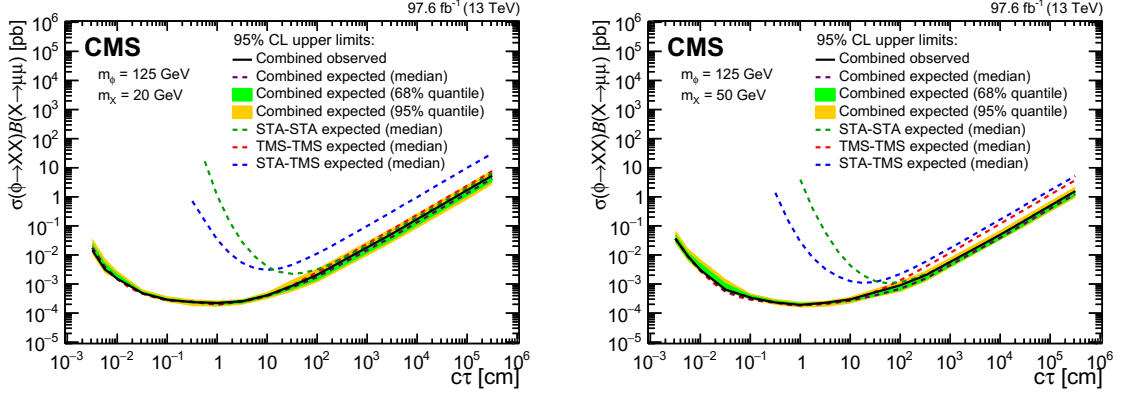 97.6 fb⁻¹ (13 TeV)
σ(ϕ→XX)B(X→μμ) [pb]
10⁶
10⁵
10⁴
10³
10²
10
1
10⁻¹
10⁻²
10⁻³
10⁻⁴
10⁻⁵
CMS
mϕ = 125 GeV
mX = 20 GeV
95% CL upper limits:
Combined observed
Combined expected (median)
Combined expected (68% quantile)
Combined expected (95% quantile)
STA-STA expected (median)
TMS-TMS expected (median)
STA-TMS expected (median)
10⁻³ 10⁻² 10⁻¹ 1 10 10² 10³ 10⁴ 10⁵ 10⁶
cτ [cm]
97.6 fb⁻¹ (13 TeV)
σ(ϕ→XX)B(X→μμ) [pb]
10⁶
10⁵
10⁴
10³
10²
10
1
10⁻¹
10⁻²
10⁻³
10⁻⁴
10⁻⁵
CMS
mϕ = 125 GeV
mX = 50 GeV
95% CL upper limits:
Combined observed
Combined expected (median)
Combined expected (68% quantile)
Combined expected (95% quantile)
STA-STA expected (median)
TMS-TMS expected (median)
STA-TMS expected (median)
10⁻³ 10⁻² 10⁻¹ 1 10 10² 10³ 10⁴ 10⁵ 10⁶
cτ [cm]